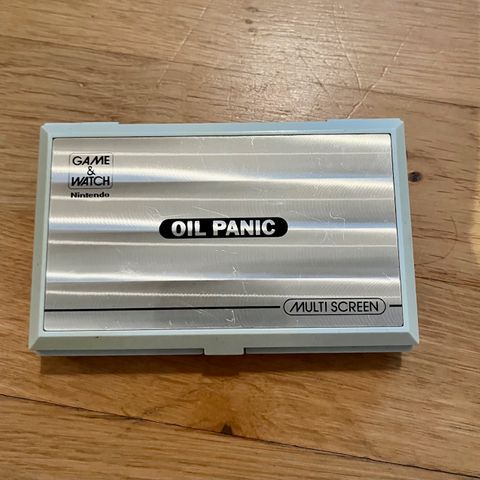 GAME
&
WATCH
Nintendo
OIL PANIC
MULTI SCREEN